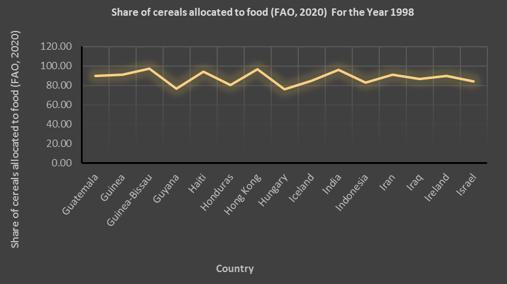 Share of cereals allocated to food (FAO, 2020) For the Year 1998
Share of cereals allocated to food (FAO, 2020)
120.00
100.00
80.00
60.00
40.00
20.00
0.00
Guatemala
Guinea
Guinea-Bissau
Guyana
Haiti
Honduras
Hong Kong
Hungary
Iceland
India
Indonesia
Iran
Iraq
Ireland
Israel
Country